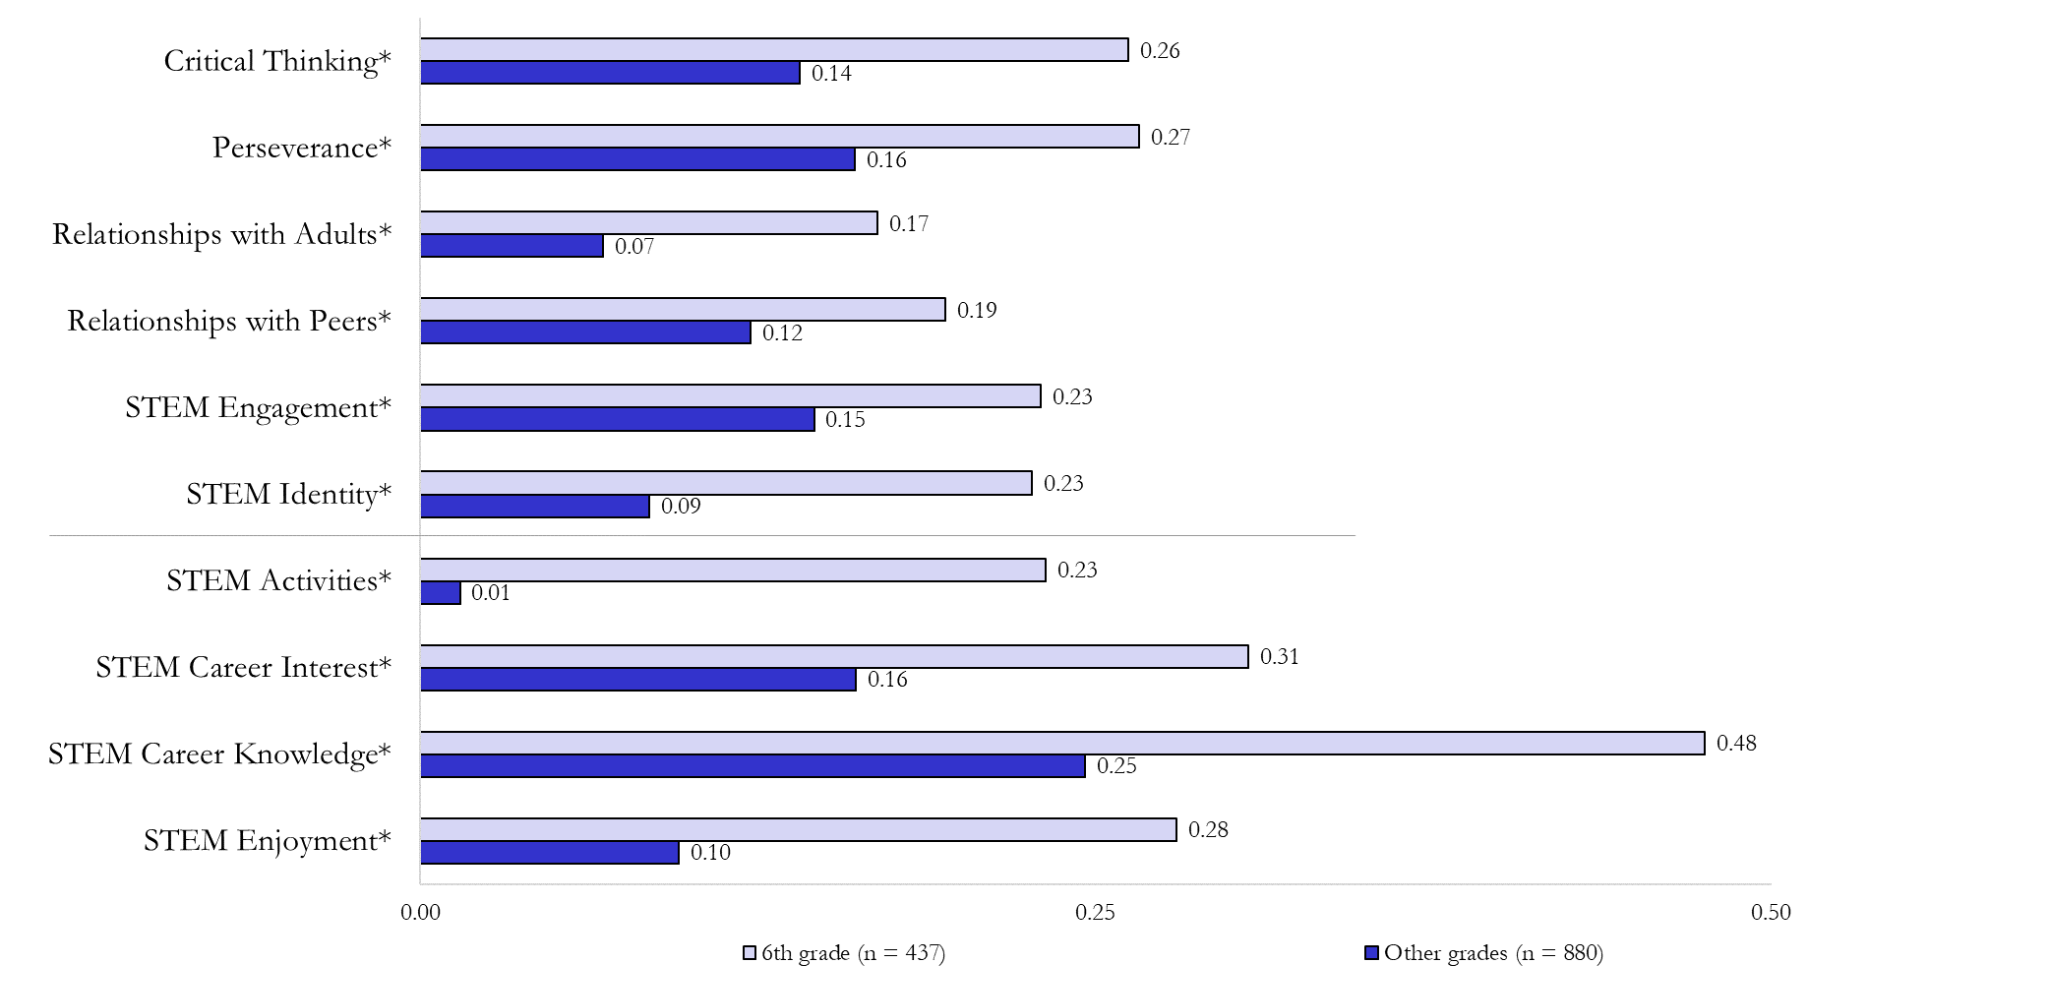 Critical Thinking*
0.26
0.14
Perseverance*
0.27
0.16
Relationships with Adults*
0.17
0.07
Relationships with Peers*
0.19
0.12
STEM Engagement*
0.23
0.15
STEM Identity*
0.23
0.09
STEM Activities*
0.23
0.01
STEM Career Interest*
0.31
0.16
STEM Career Knowledge*
0.48
0.25
STEM Enjoyment*
0.28
0.10
0.00 0.25 0.50
6th grade (n = 437) Other grades (n = 880)